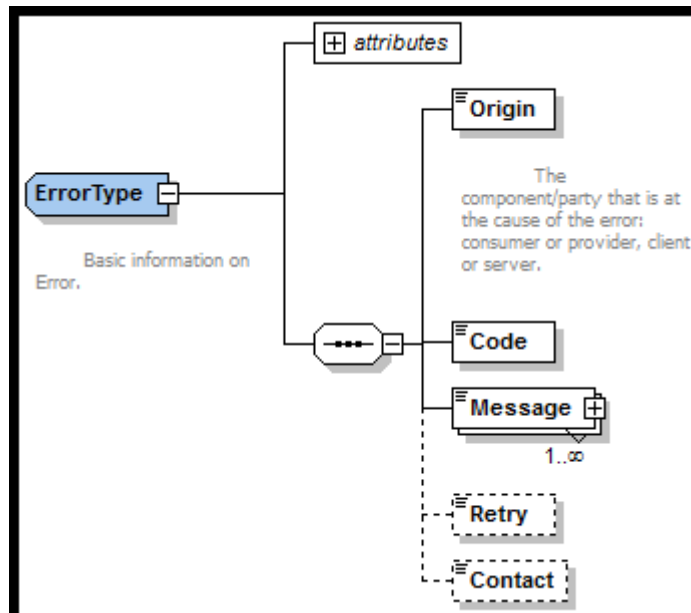 attributes
Origin
The
component/party that is at
the cause of the error:
consumer or provider, client
or server.
ErrorType
Basic information on
Error.
Code
Message
1..∞
Retry
Contact